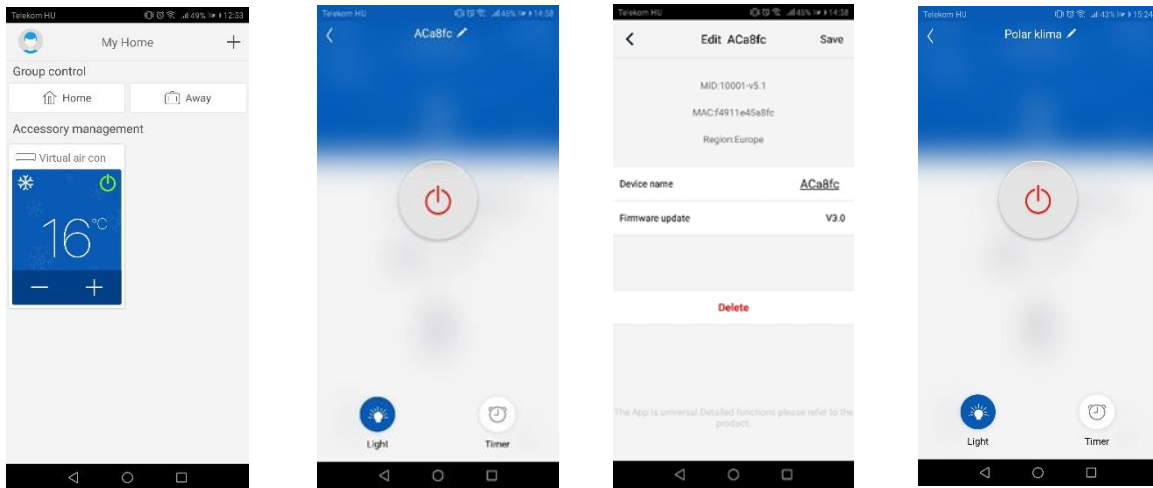 Telekom HU 49% 12:53
My Home
Group control
Home Away
Accessory management
Virtual air con
16°C
Telekom HU 45% 14:58
ACa8fc
Light Timer
Telekom HU 45% 14:58
Edit ACa8fc Save
MID:10001-v5.1
MAC:f4911e45a8fc
Region:Europe
Device name ACa8fc
Firmware update V3.0
Delete
The App is universal.Detailed functions please refer to the
product.
Telekom HU 43% 15:24
Polar klima
Light Timer